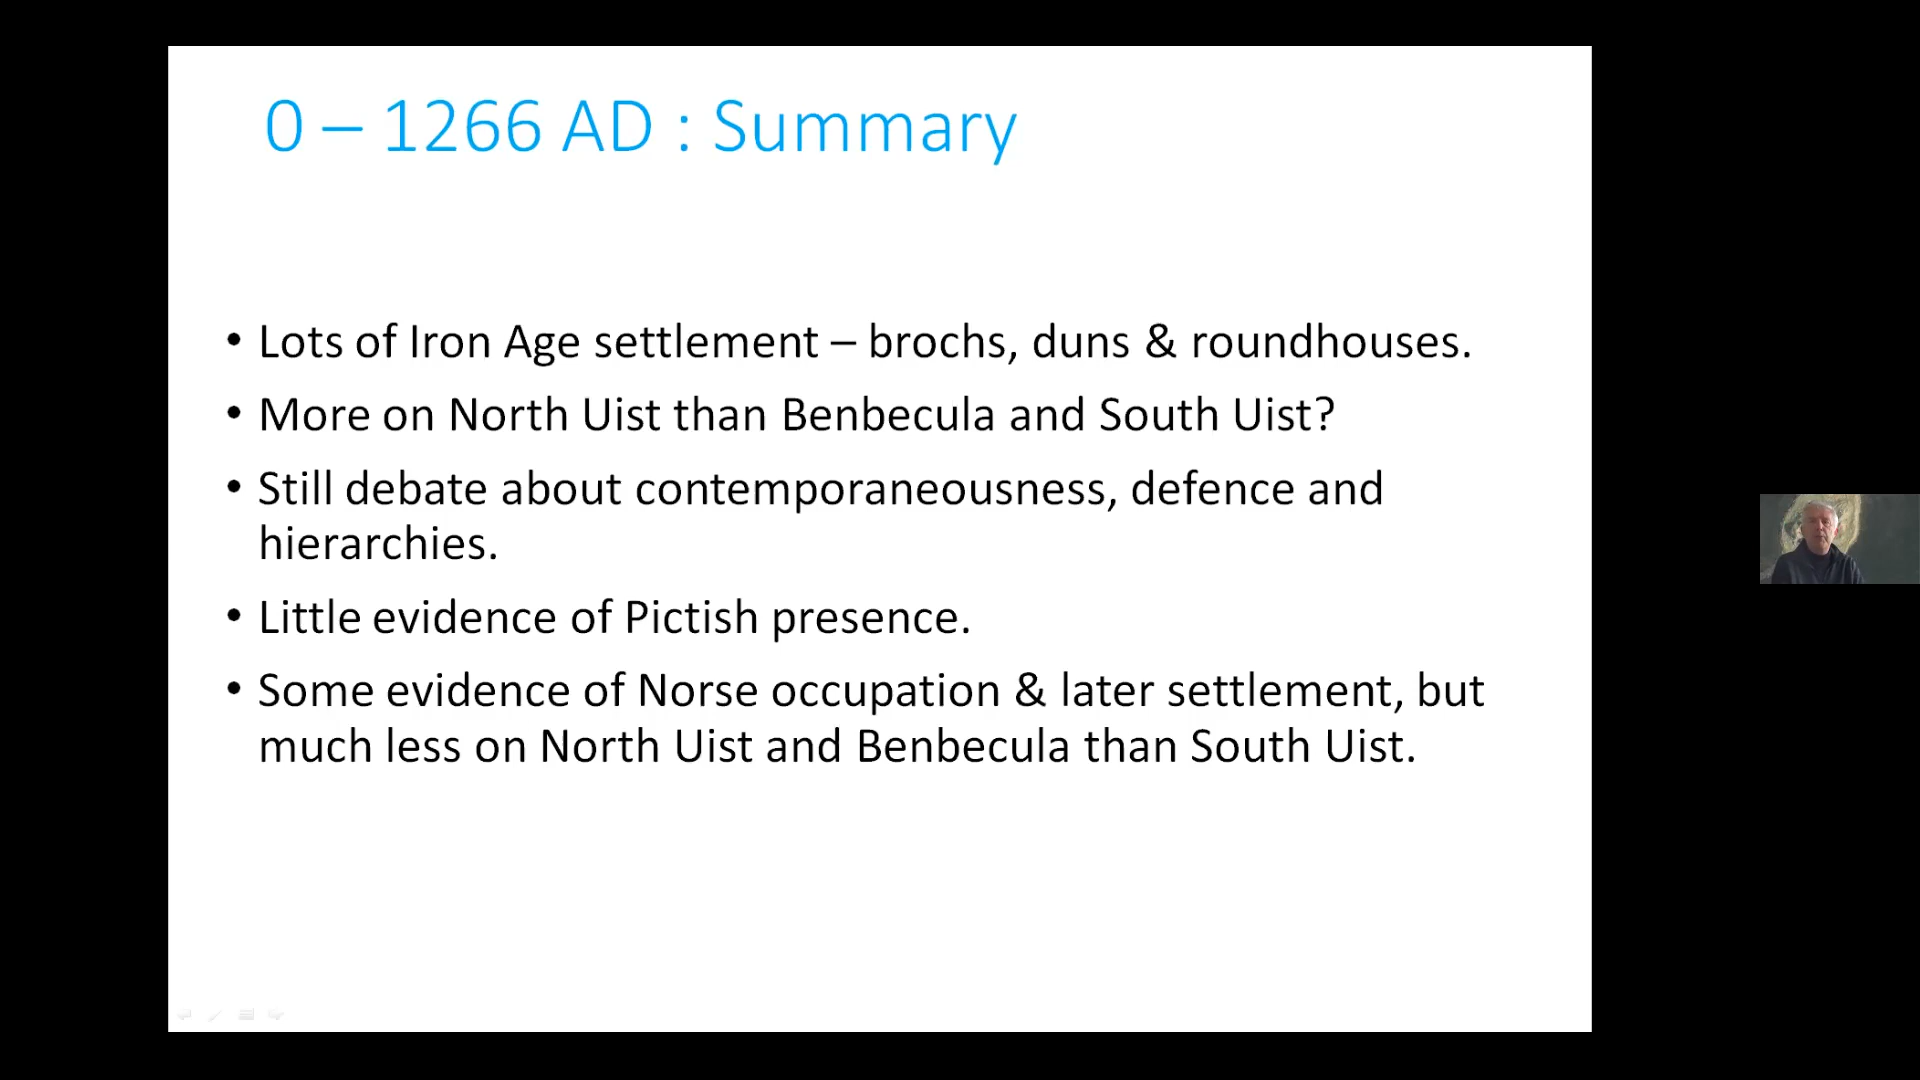 0 – 1266 AD : Summary
• Lots of Iron Age settlement – brochs, duns & roundhouses.
• More on North Uist than Benbecula and South Uist?
• Still debate about contemporaneousness, defence and
hierarchies.
• Little evidence of Pictish presence.
• Some evidence of Norse occupation & later settlement, but
much less on North Uist and Benbecula than South Uist.